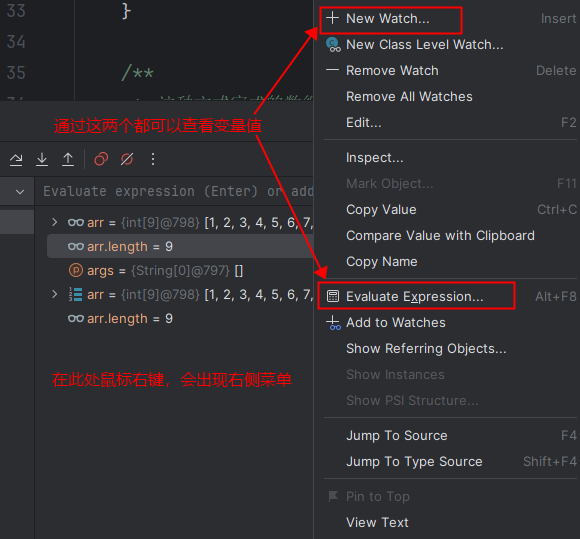 33
}
34
35
/**
通过这两个都可以查看变量值
Evaluate expression (Enter) or add
arr = {int[9]@798} [1, 2, 3, 4, 5, 6, 7,
arr.length = 9
args = {String[0]@797} []
arr = {int[9]@798} [1, 2, 3, 4, 5, 6, 7,
arr.length = 9
在此处鼠标右键，会出现右侧菜单
New Watch... Insert
New Class Level Watch...
Remove Watch Delete
Remove All Watches
Edit... F2
Inspect...
Mark Object... F11
Copy Value Ctrl+C
Compare Value with Clipboard
Copy Name
Evaluate Expression... Alt+F8
Add to Watches
Show Referring Objects...
Show Instances
Show PSI Structure...
Jump To Source F4
Jump To Type Source Shift+F4
Pin to Top
View Text